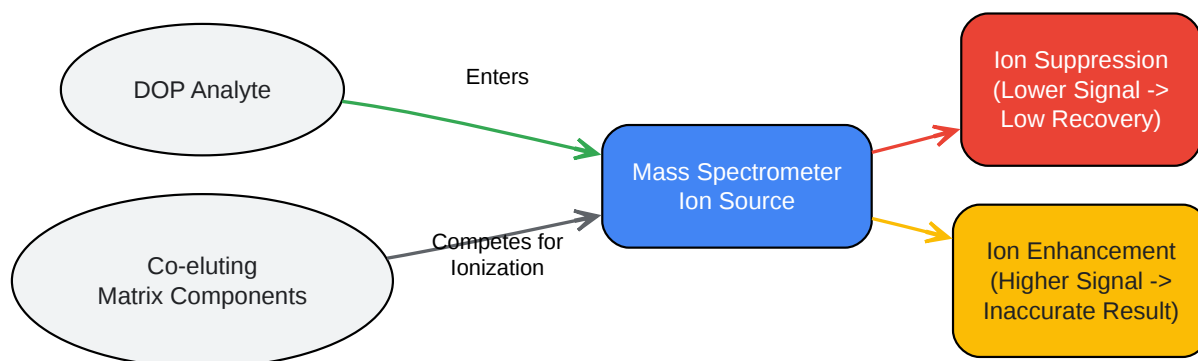 DOP Analyte
Enters
Co-eluting
Matrix Components
Competes for
Ionization
Mass Spectrometer
Ion Source
Ion Suppression
(Lower Signal ->
Low Recovery)
Ion Enhancement
(Higher Signal ->
Inaccurate Result)